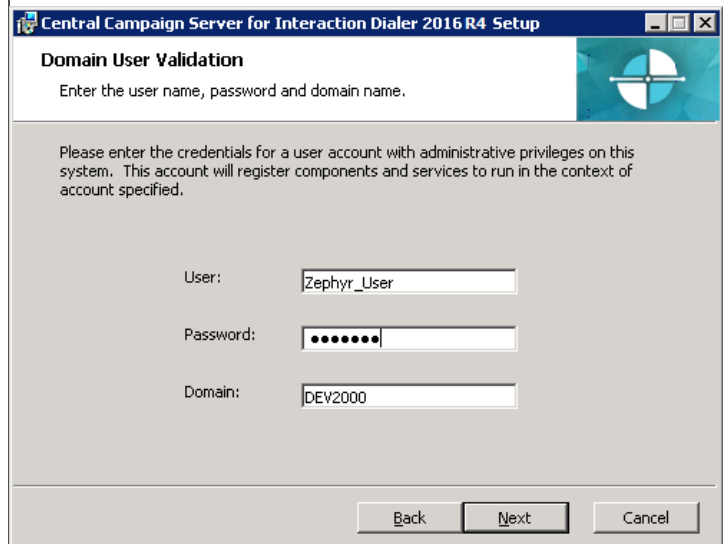 Central Campaign Server for Interaction Dialer 2016 R4 Setup
Domain User Validation
Enter the user name, password and domain name.
Please enter the credentials for a user account with administrative privileges on this
system. This account will register components and services to run in the context of
account specified.
User: Zephyr_User
Password: ●●●●●●●
Domain: DEV2000
Back Next Cancel